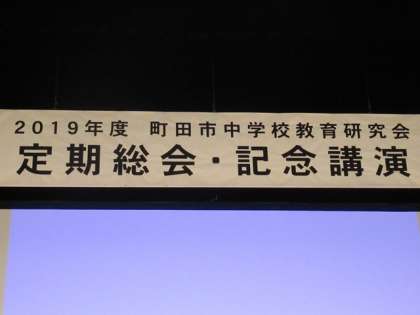 2019年度 町田市中学校教育研究会
定期総会・記念講演